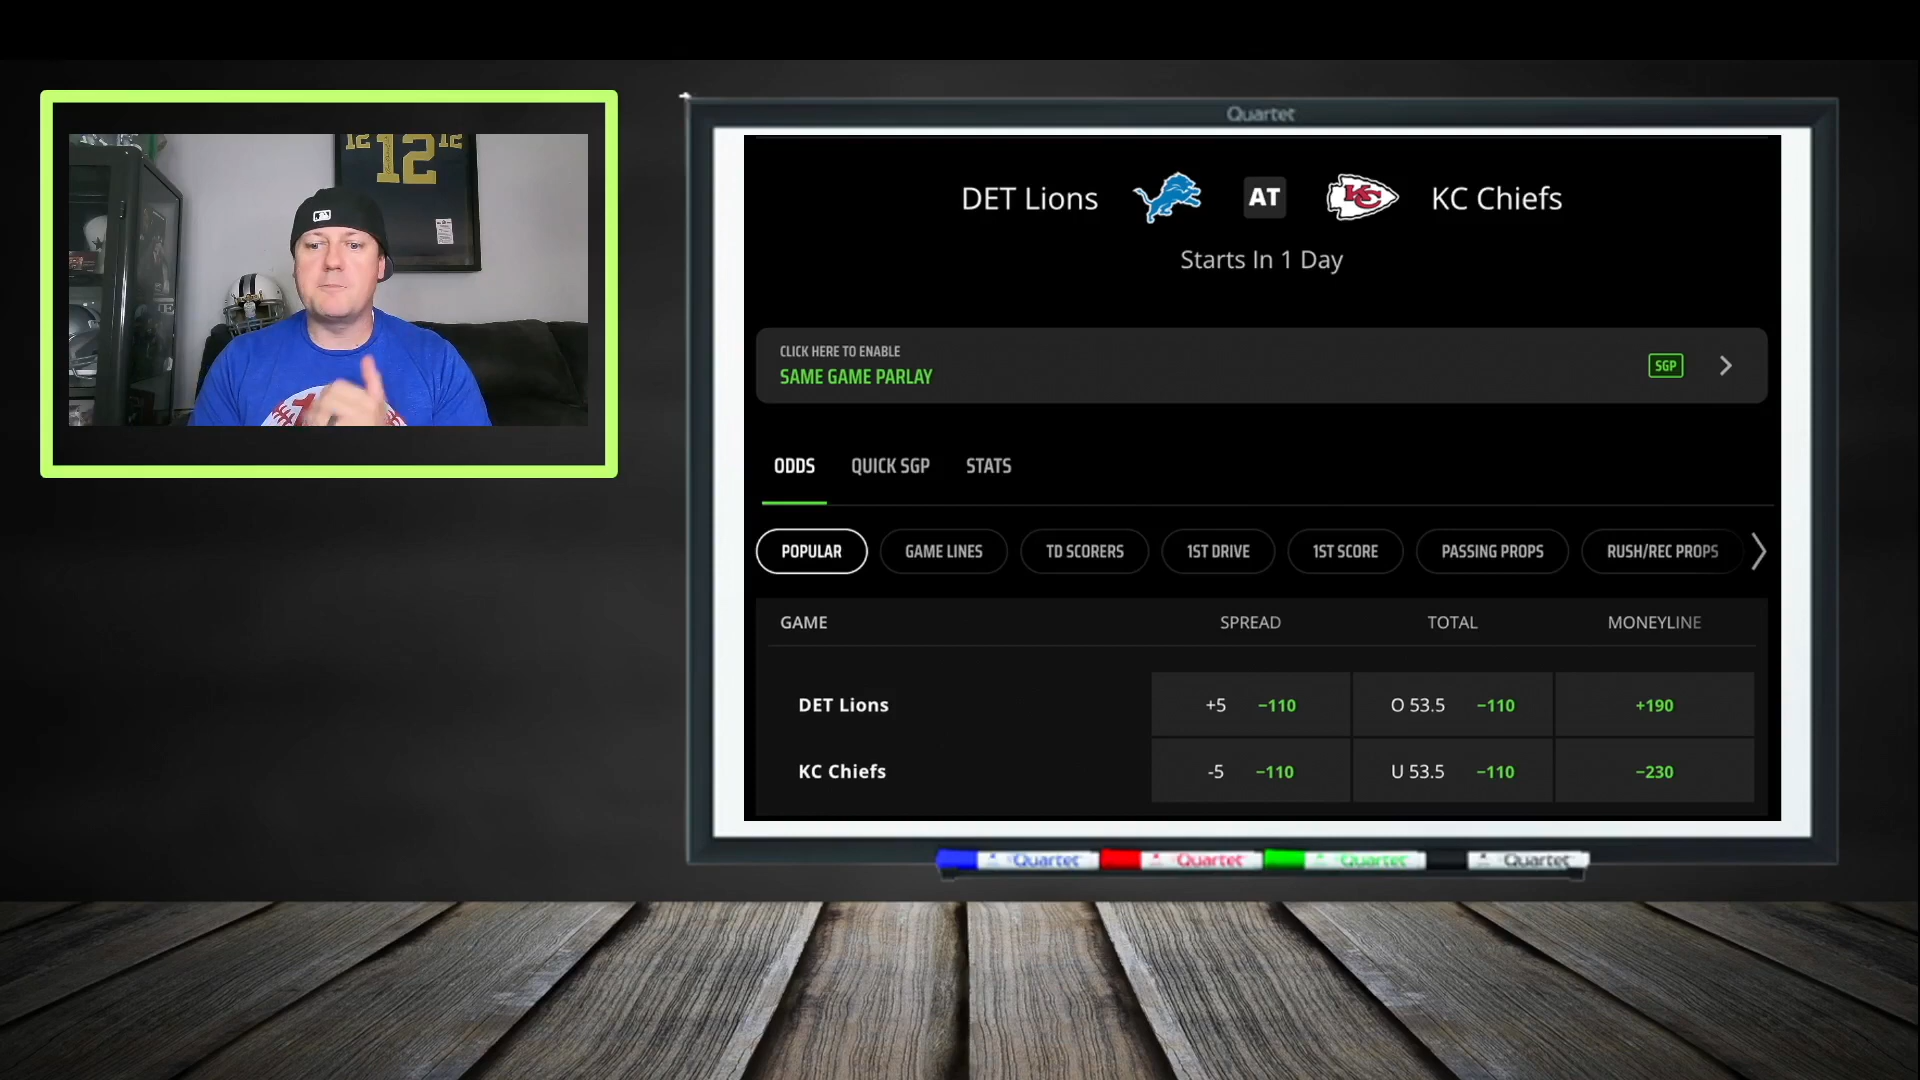 12 12 12
Quartet
DET Lions AT KC KC Chiefs
Starts In 1 Day
CLICK HERE TO ENABLE
SAME GAME PARLAY
SGP
ODDS QUICK SGP STATS
POPULAR GAME LINES TD SCORERS 1ST DRIVE 1ST SCORE PASSING PROPS RUSH/REC PROPS
GAME SPREAD TOTAL MONEYLINE
DET Lions +5 −110 O 53.5 −110 +190
KC Chiefs -5 −110 U 53.5 −110 −230
Quartet Quartet Quartet Quartet